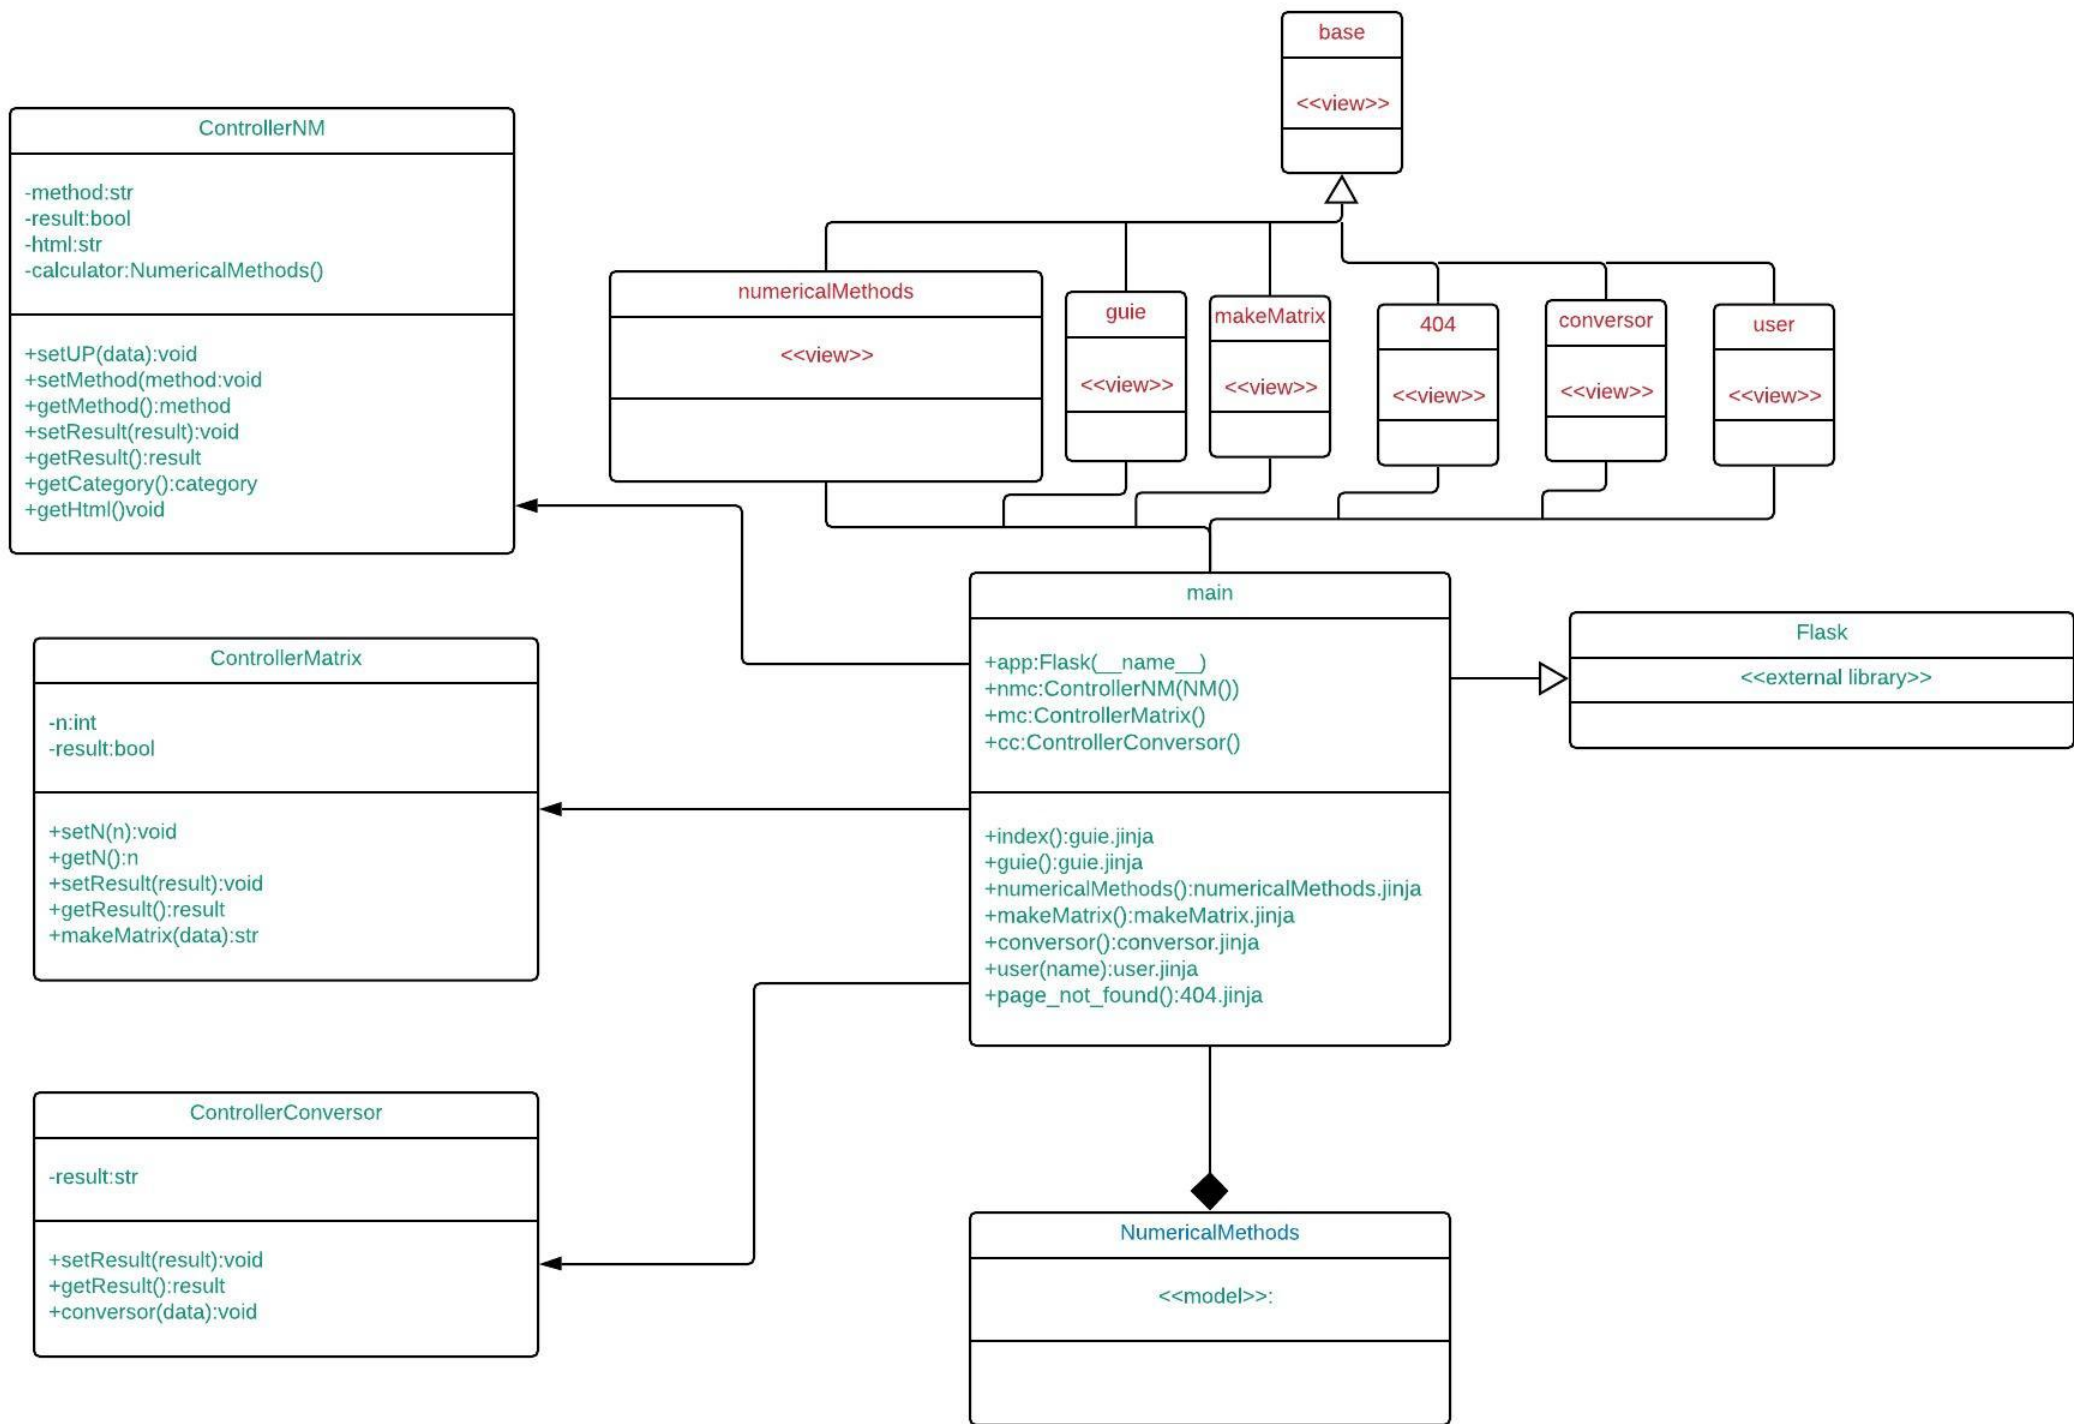 base
<<view>>
ControllerNM
-method:str
-result:bool
-html:str
-calculator:NumericalMethods()
+setUP(data):void
+setMethod(method:void
+getMethod():method
+setResult(result):void
+getResult():result
+getCategory():category
+getHtml()void
numericalMethods
<<view>>
guie
<<view>>
makeMatrix
<<view>>
404
<<view>>
conversor
<<view>>
user
<<view>>
main
+app:Flask(__name__)
+nmc:ControllerNM(NM())
+mc:ControllerMatrix()
+cc:ControllerConversor()
+index():guie.jinja
+guie():guie.jinja
+numericalMethods():numericalMethods.jinja
+makeMatrix():makeMatrix.jinja
+conversor():conversor.jinja
+user(name):user.jinja
+page_not_found():404.jinja
Flask
<<external library>>
ControllerMatrix
-n:int
-result:bool
+setN(n):void
+getN():n
+setResult(result):void
+getResult():result
+makeMatrix(data):str
ControllerConversor
-result:str
+setResult(result):void
+getResult():result
+conversor(data):void
NumericalMethods
<<model>>: